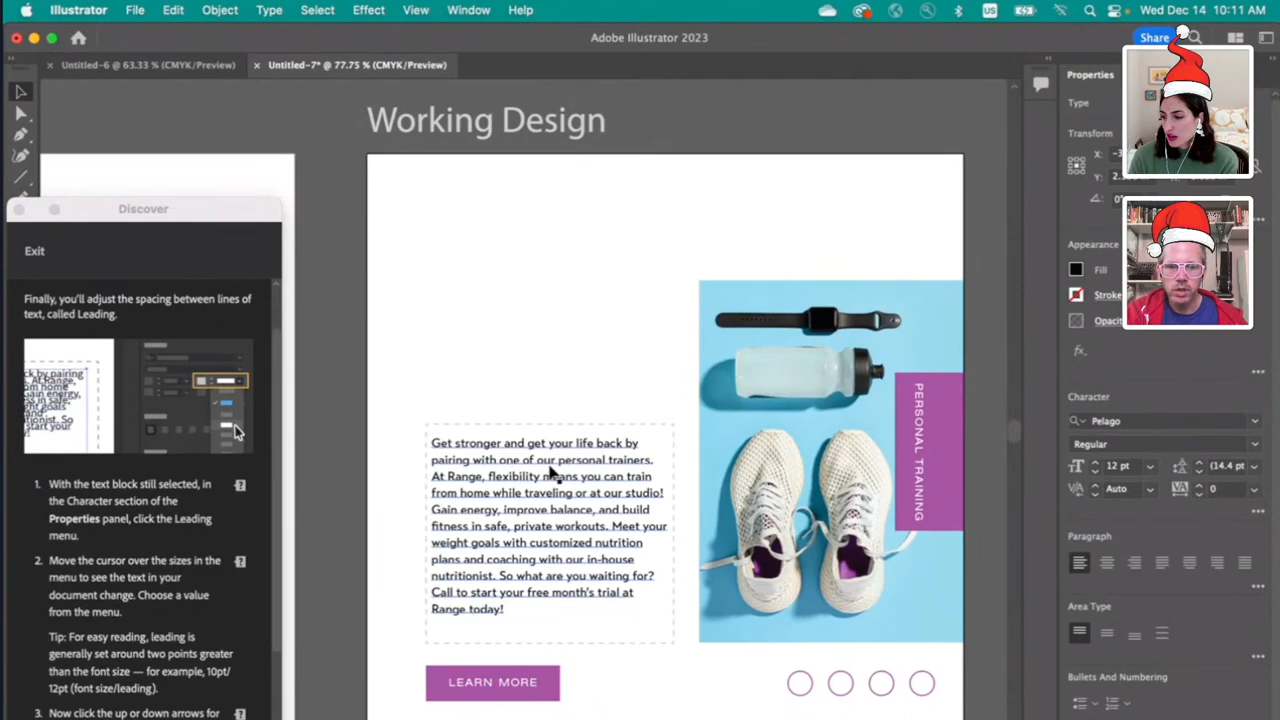 Illustrator File Edit Object Type Select Effect View Window Help US Wed Dec 14 10:11 AM
Adobe Illustrator 2023
Share
× Untitled-6 @ 63.33 % (CMYK/Preview) × Untitled-7* @ 77.75 % (CMYK/Preview)
Working Design
Discover
Exit
Finally, you'll adjust the spacing between lines of
text, called Leading.
1. With the text block still selected, in
the Character section of the
Properties panel, click the Leading
menu.
2. Move the cursor over the sizes in the
menu to see the text in your
document change. Choose a value
from the menu.
Tip: For easy reading, leading is
generally set around two points greater
than the font size — for example, 10pt/
12pt (font size/leading).
3. Now click the up or down arrows for
Get stronger and get your life back by
pairing with one of our personal trainers.
At Range, flexibility means you can train
from home while traveling or at our studio!
Gain energy, improve balance, and build
fitness in safe, private workouts. Meet your
weight goals with customized nutrition
plans and coaching with our in-house
nutritionist. So what are you waiting for?
Call to start your free month's trial at
Range today!
LEARN MORE
PERSONAL TRAINING
Properties
Type
Transform
X:
Y:
Appearance
Fill
Stroke
Character
Pelago
Regular
12 pt (14.4 pt
Auto 0
Paragraph
Area Type
Bullets And Numbering